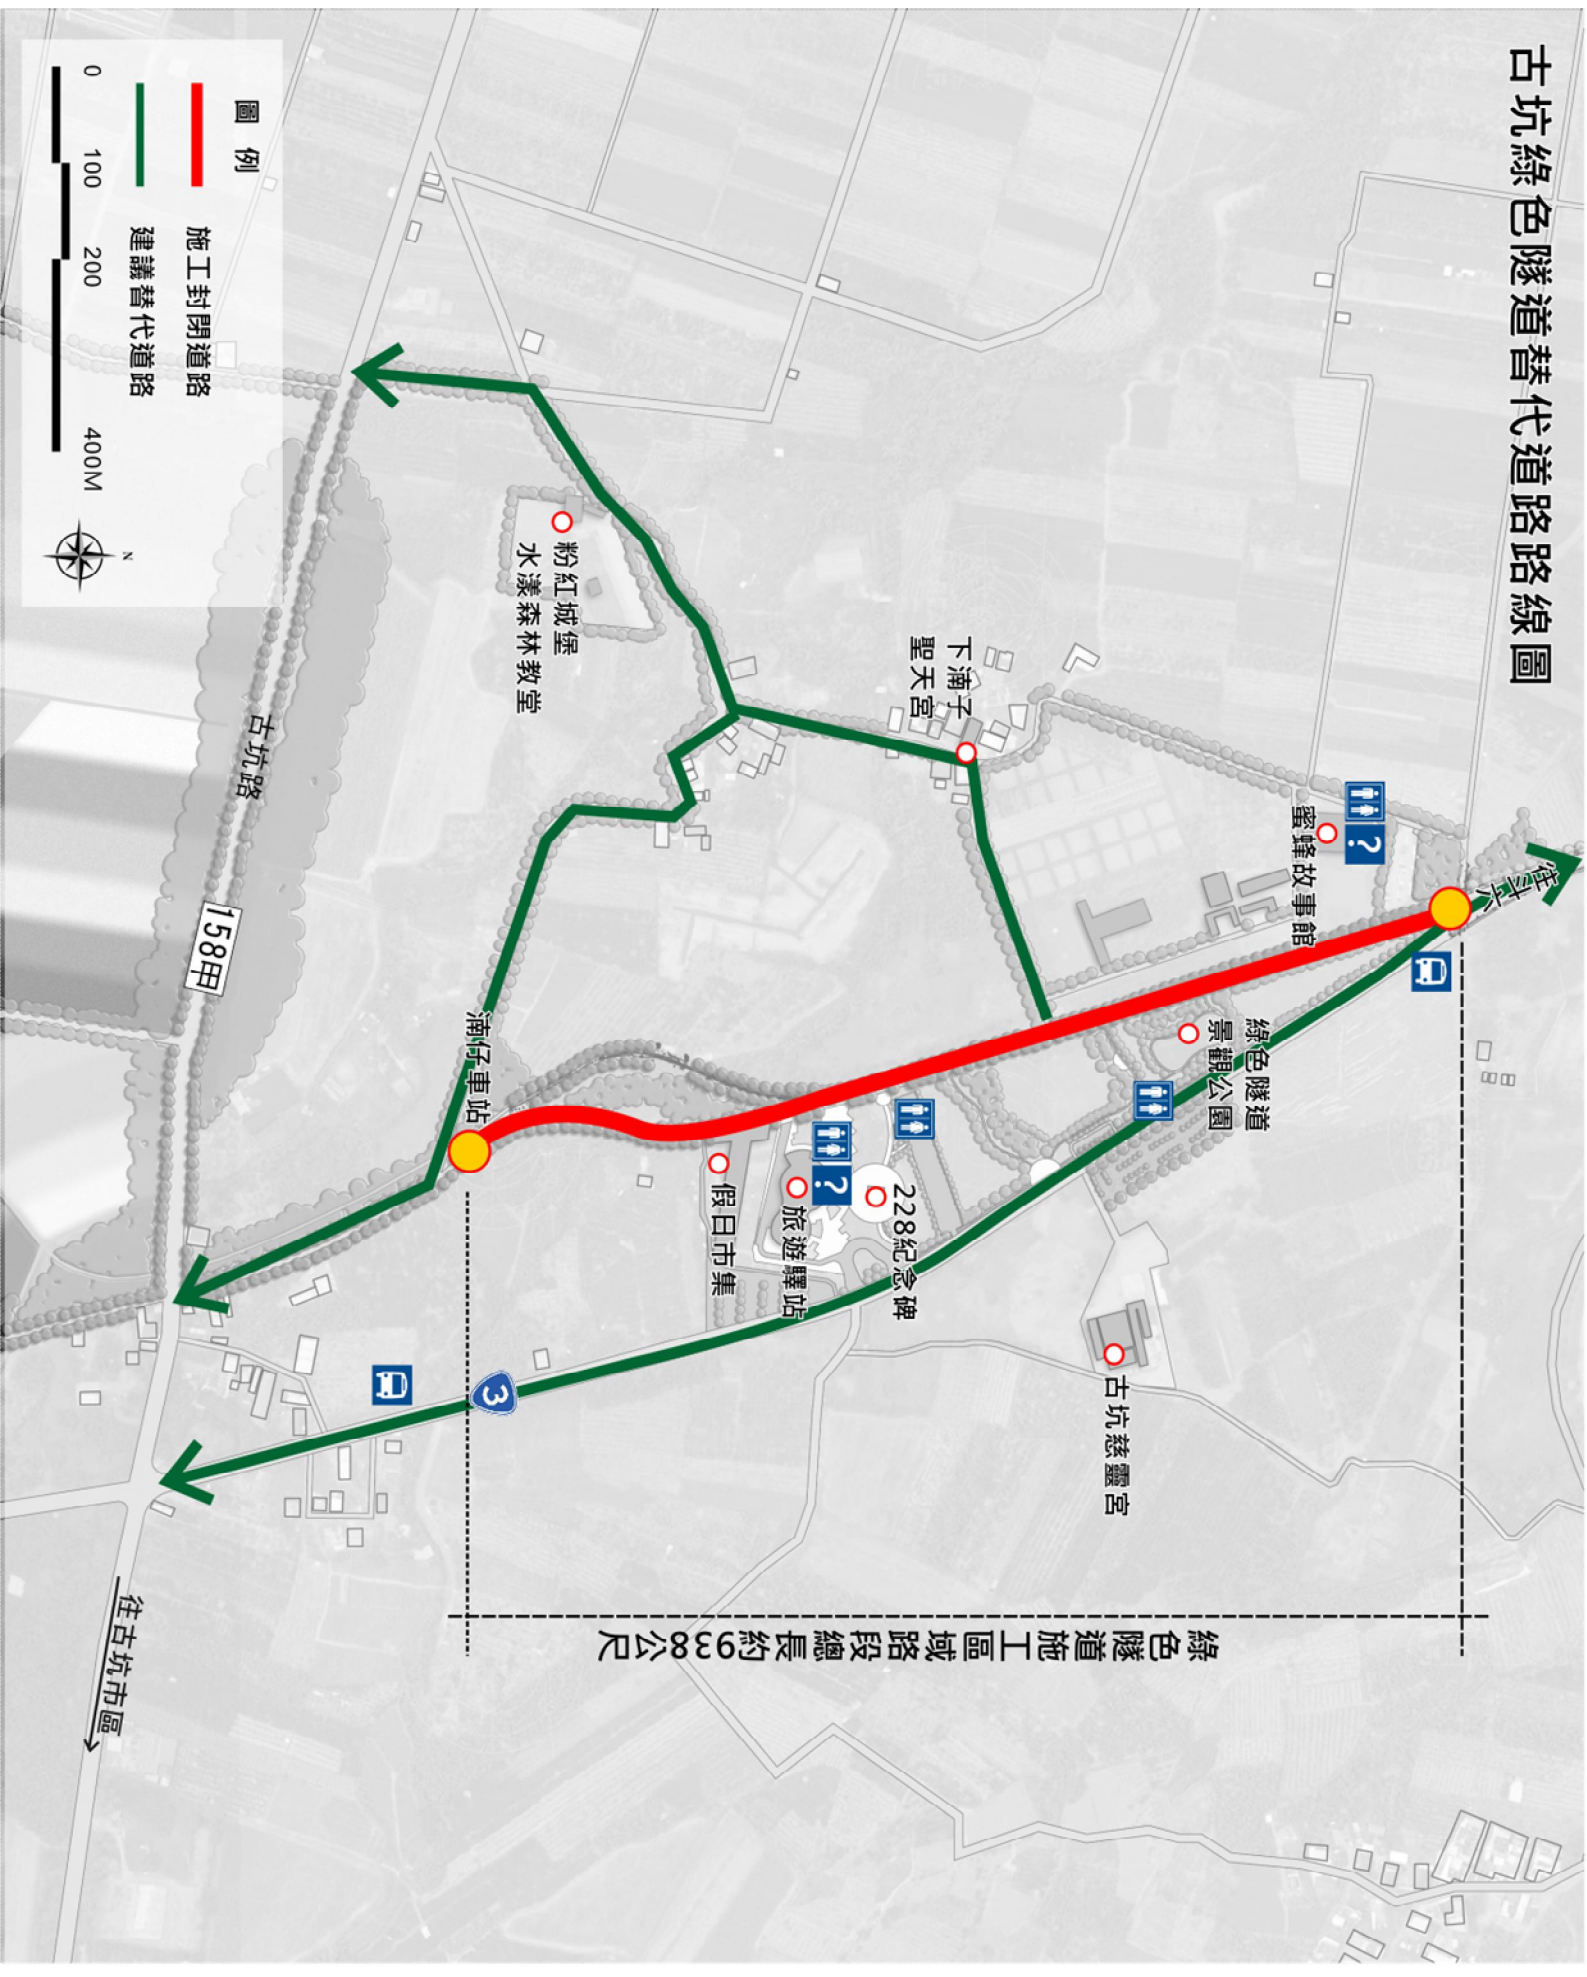 古坑綠色隧道替代道路路線圖
圖例
施工封閉道路
建議替代道路
0 100 200 400M
N
往斗六
蜜蜂故事館
?
下湳子
聖天宮
綠色隧道
景觀公園
粉紅城堡
水漾森林教堂
228紀念碑
?
旅遊驛站
假日市集
古坑慈靈宮
湳仔車站
3
古坑路
158甲
往古坑市區
綠色隧道施工區域路段總長約938公尺